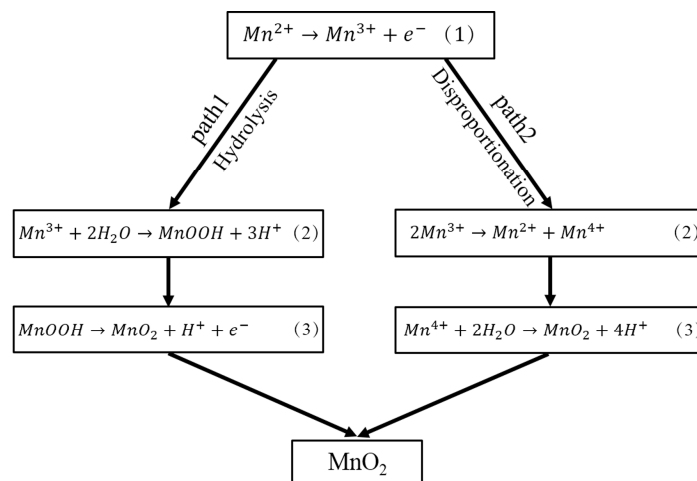 Mn²⁺ → Mn³⁺ + e⁻ (1)
path1
Hydrolysis
Disproportionation
path2
Mn³⁺ + 2H₂O → MnOOH + 3H⁺ (2)
2Mn³⁺ → Mn²⁺ + Mn⁴⁺ (2)
MnOOH → MnO₂ + H⁺ + e⁻ (3)
Mn⁴⁺ + 2H₂O → MnO₂ + 4H⁺ (3)
MnO₂